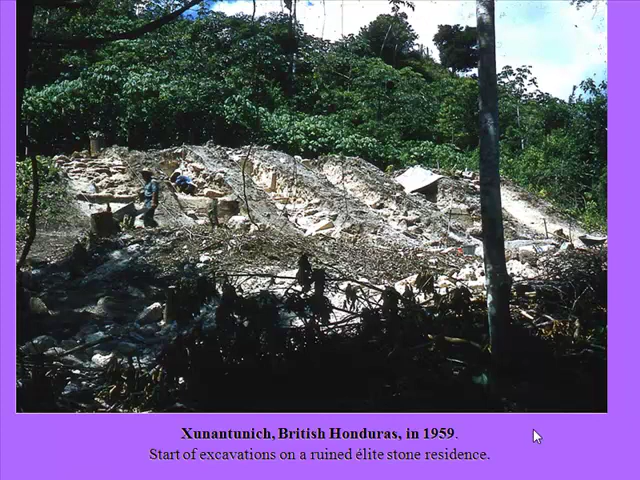 Xunantunich, British Honduras, in 1959.
Start of excavations on a ruined élite stone residence.